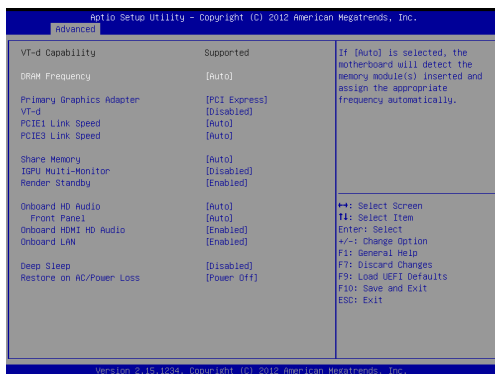 Aptio Setup Utility – Copyright (C) 2012 American Megatrends, Inc.
Advanced
VT-d Capability Supported
DRAM Frequency [Auto]
Primary Graphics Adapter [PCI Express]
VT-d [Disabled]
PCIE1 Link Speed [Auto]
PCIE3 Link Speed [Auto]
Share Memory [Auto]
IGPU Multi-Monitor [Disabled]
Render Standby [Enabled]
Onboard HD Audio [Auto]
Front Panel [Auto]
Onboard HDMI HD Audio [Enabled]
Onboard LAN [Enabled]
Deep Sleep [Disabled]
Restore on AC/Power Loss [Power Off]
If [Auto] is selected, the
motherboard will detect the
memory module(s) inserted and
assign the appropriate
frequency automatically.
↔: Select Screen
↑↓: Select Item
Enter: Select
+/-: Change Option
F1: General Help
F7: Discard Changes
F9: Load UEFI Defaults
F10: Save and Exit
ESC: Exit
Version 2.15.1234. Copyright (C) 2012 American Megatrends, Inc.